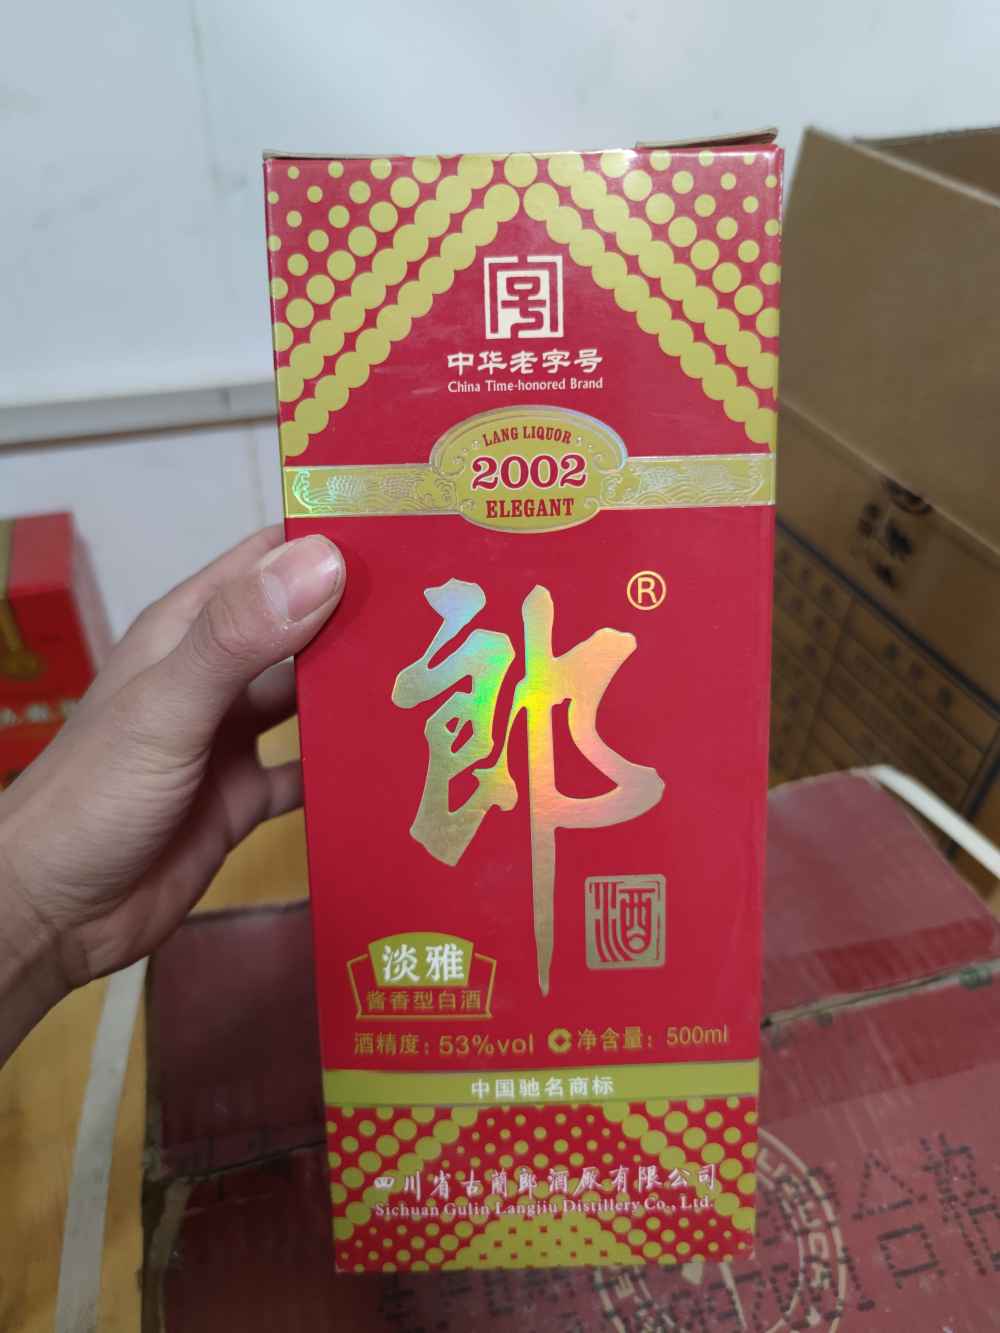 中华老字号
China Time-honored Brand
LANG LIQUOR
2002
ELEGANT
郎®
酒
淡雅
酱香型白酒
酒精度：53%vol 净含量：500ml
中国驰名商标
四川省古蔺郎酒厂有限公司
Sichuan Gulin Langjiu Distillery Co., Ltd.